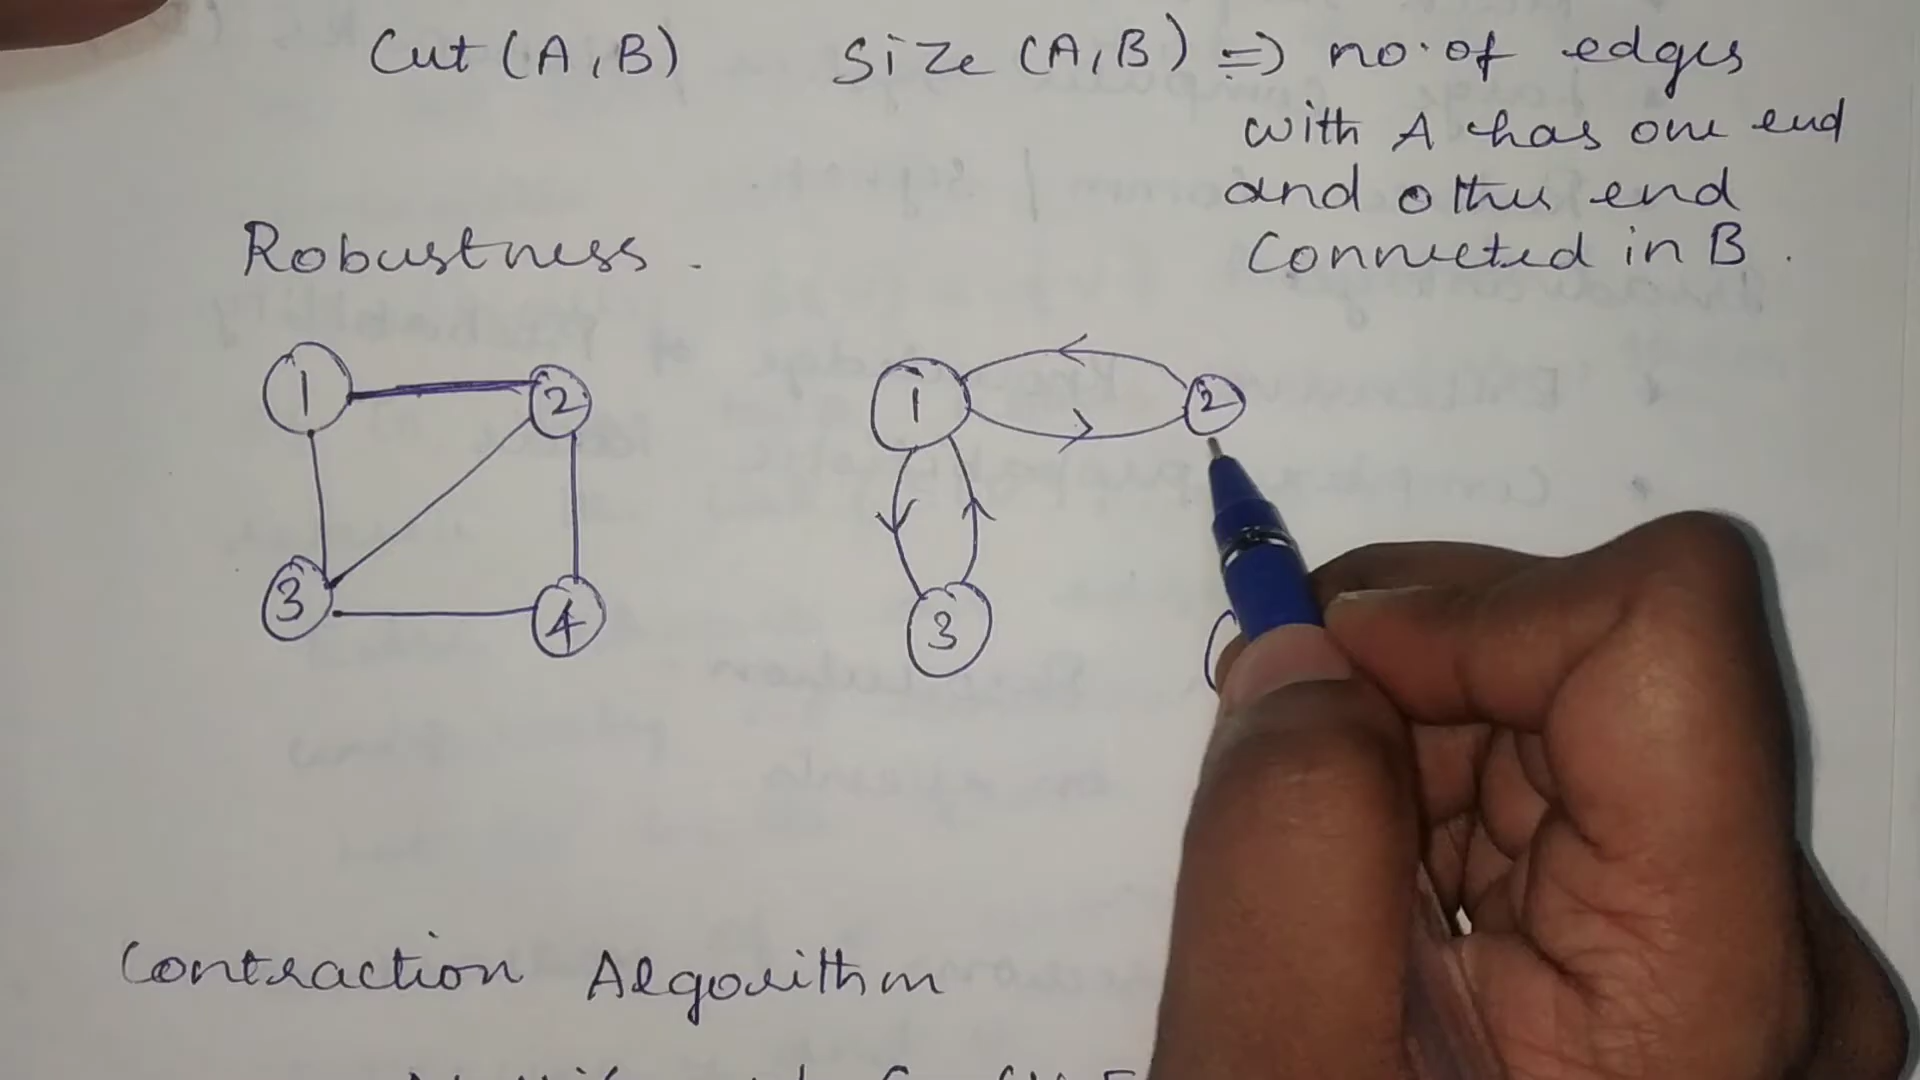 Cut (A, B) Size (A, B) => no. of edges
with A has one end
and other end
Connected in B.
Robustness.
1 2 1 2
3 4 3
Contraction Algorithm